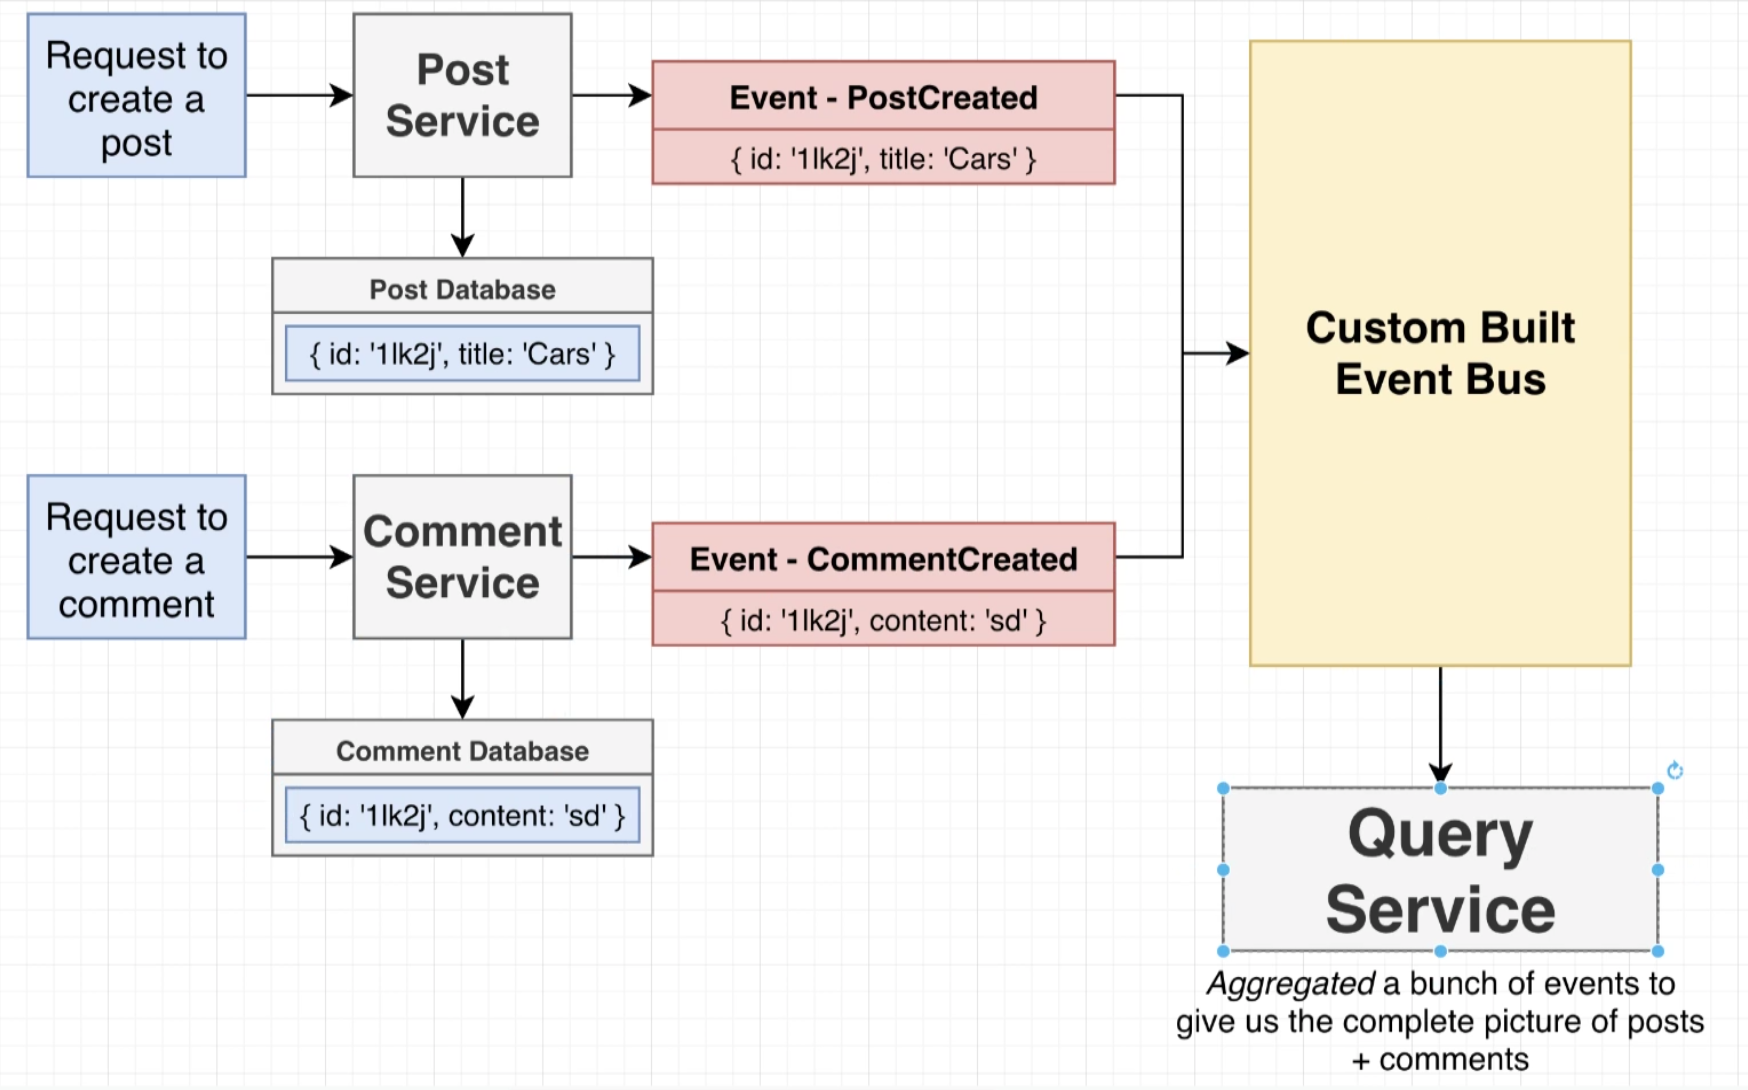 Request to
create a
post
Post
Service
Event - PostCreated
{ id: '1lk2j', title: 'Cars' }
Post Database
{ id: '1lk2j', title: 'Cars' }
Custom Built
Event Bus
Request to
create a
comment
Comment
Service
Event - CommentCreated
{ id: '1lk2j', content: 'sd' }
Comment Database
{ id: '1lk2j', content: 'sd' }
Query
Service
Aggregated a bunch of events to
give us the complete picture of posts
+ comments